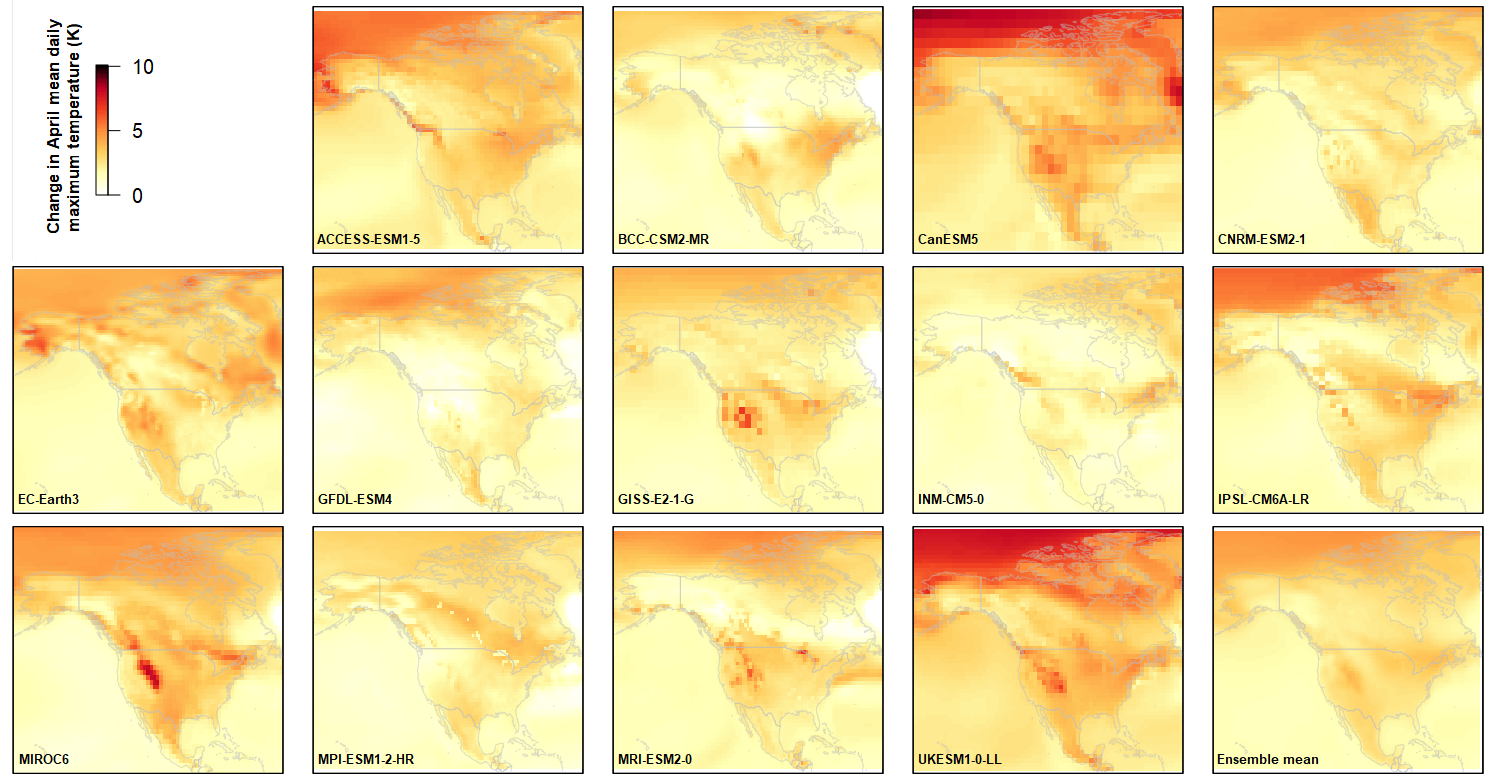 Change in April mean daily
maximum temperature (K)
10
5
0
ACCESS-ESM1-5
BCC-CSM2-MR
CanESM5
CNRM-ESM2-1
EC-Earth3
GFDL-ESM4
GISS-E2-1-G
INM-CM5-0
IPSL-CM6A-LR
MIROC6
MPI-ESM1-2-HR
MRI-ESM2-0
UKESM1-0-LL
Ensemble mean